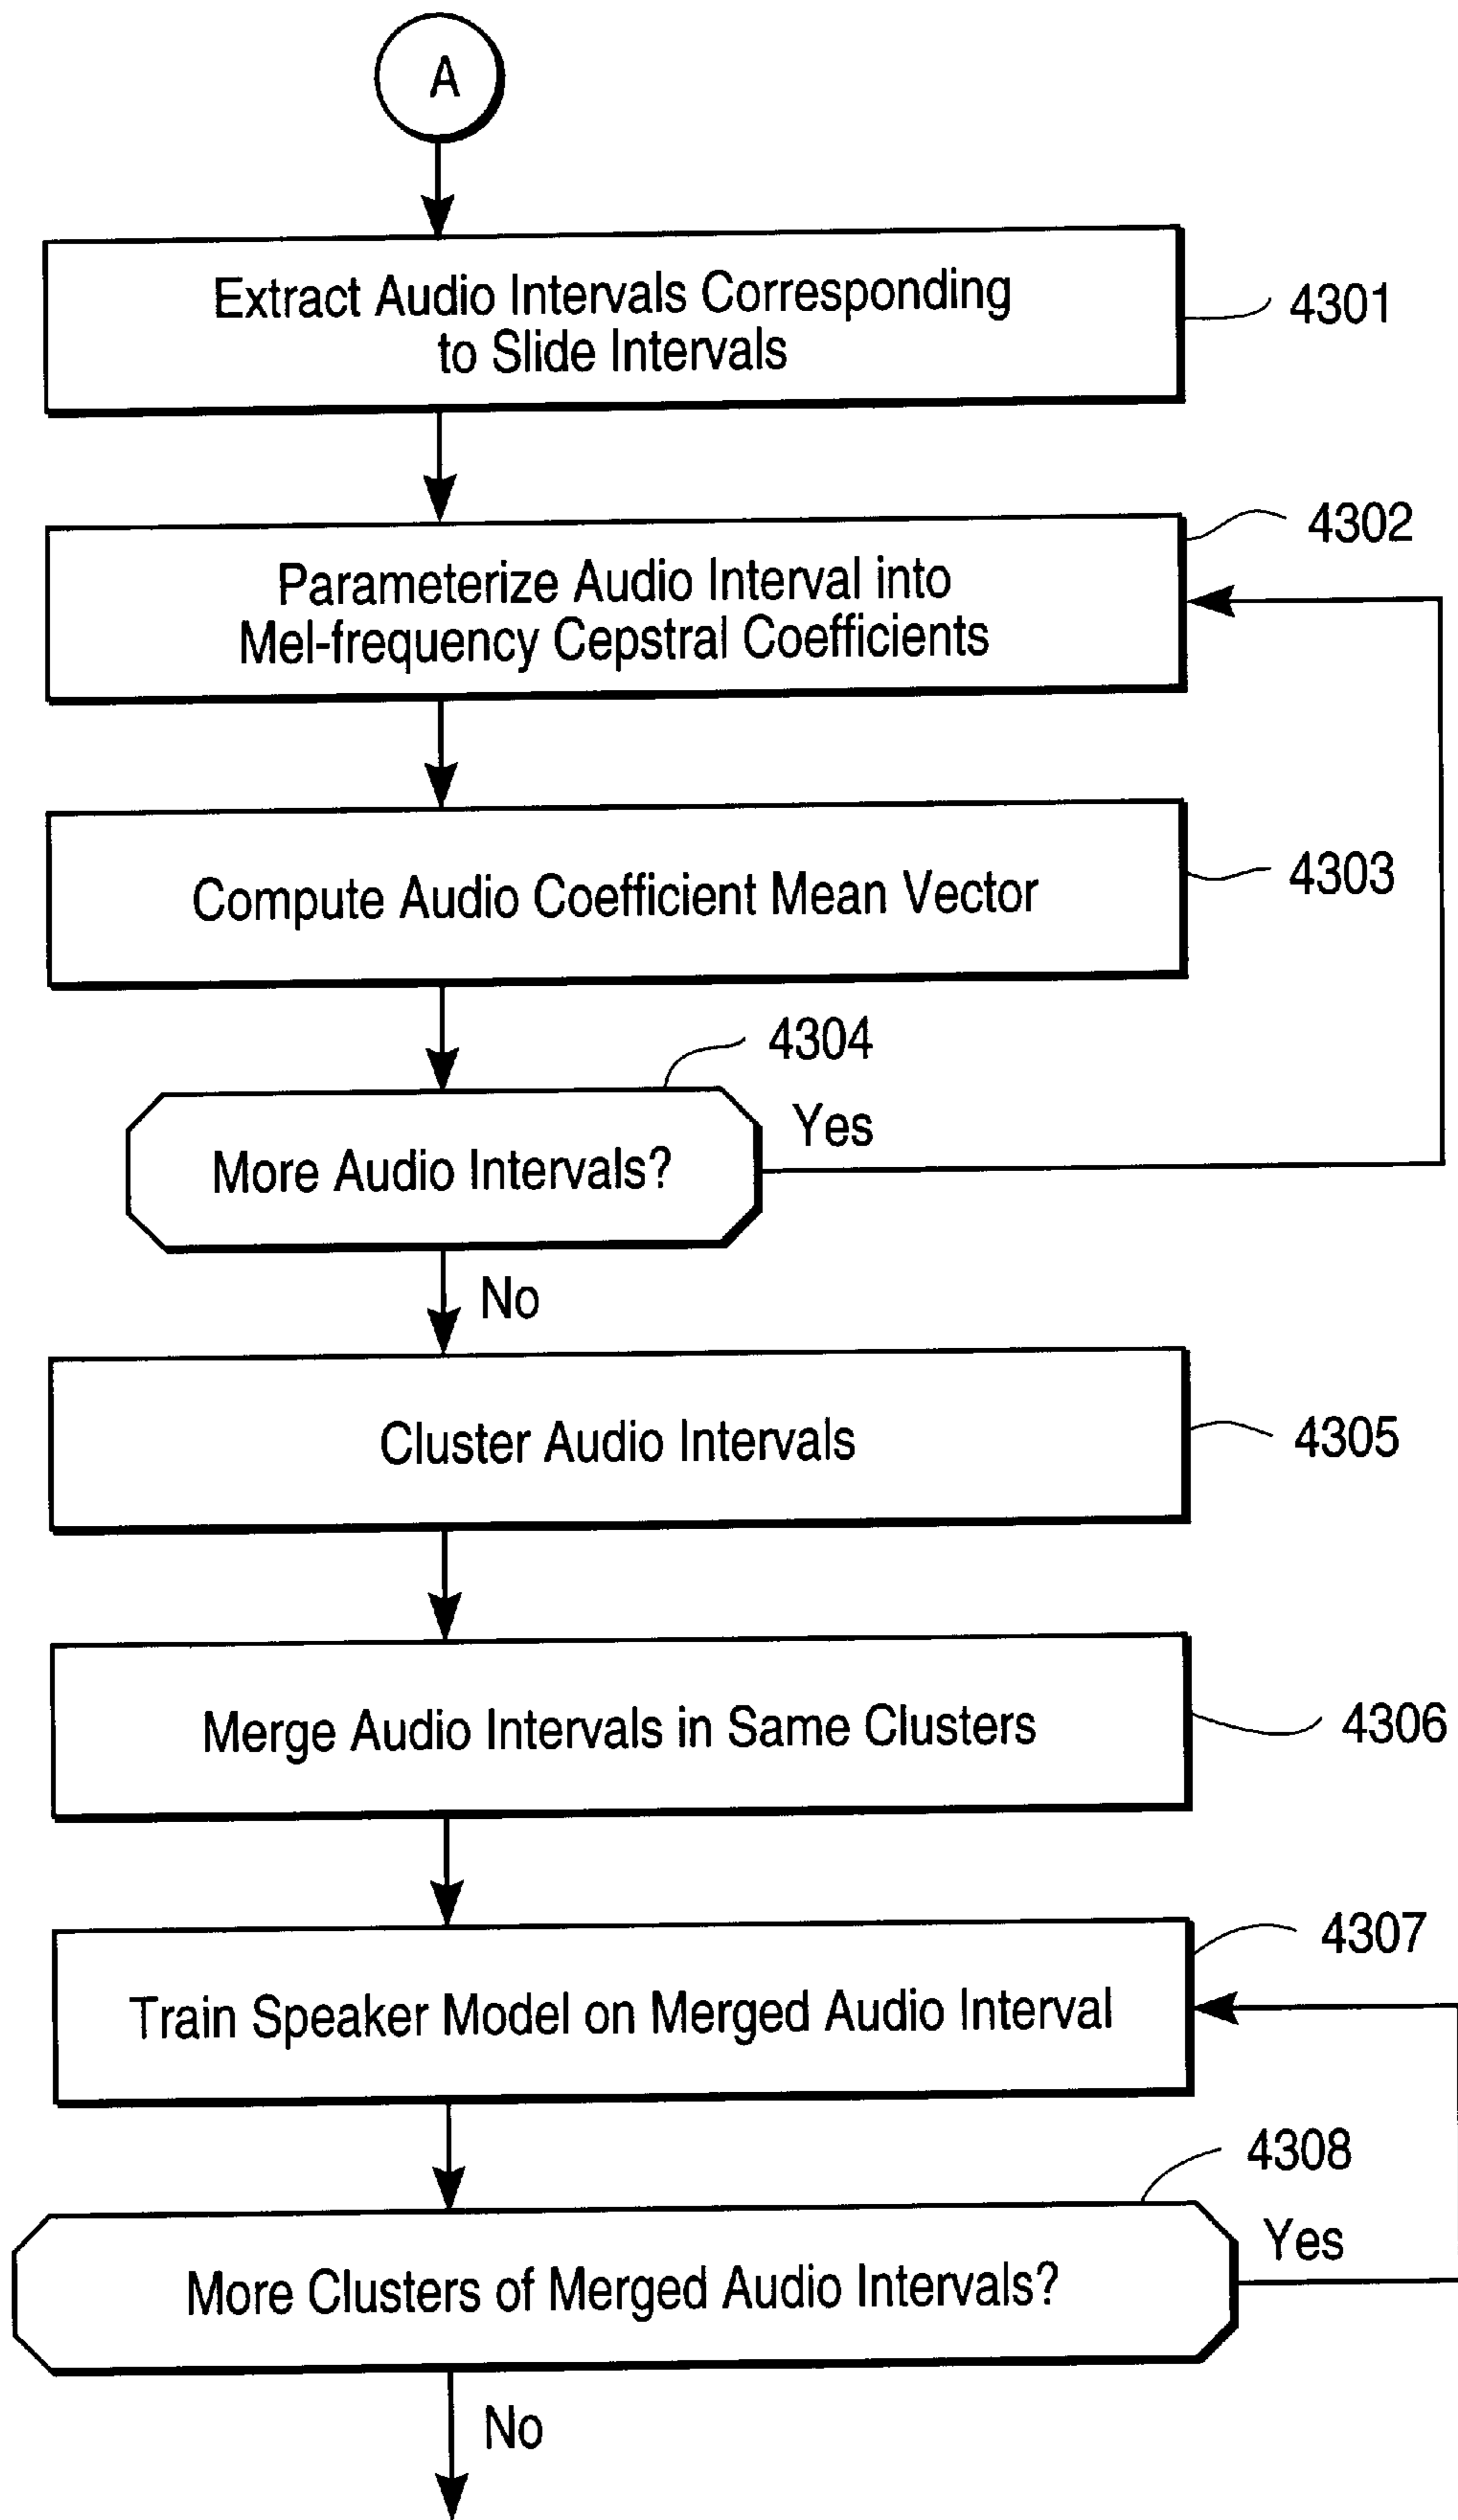 A
Extract Audio Intervals Corresponding
to Slide Intervals
4301
4302
Parameterize Audio Interval into
Mel-frequency Cepstral Coefficients
4303
Compute Audio Coefficient Mean Vector
4304
More Audio Intervals?
Yes
No
Cluster Audio Intervals
4305
Merge Audio Intervals in Same Clusters
4306
4307
Train Speaker Model on Merged Audio Interval
4308
Yes
More Clusters of Merged Audio Intervals?
No